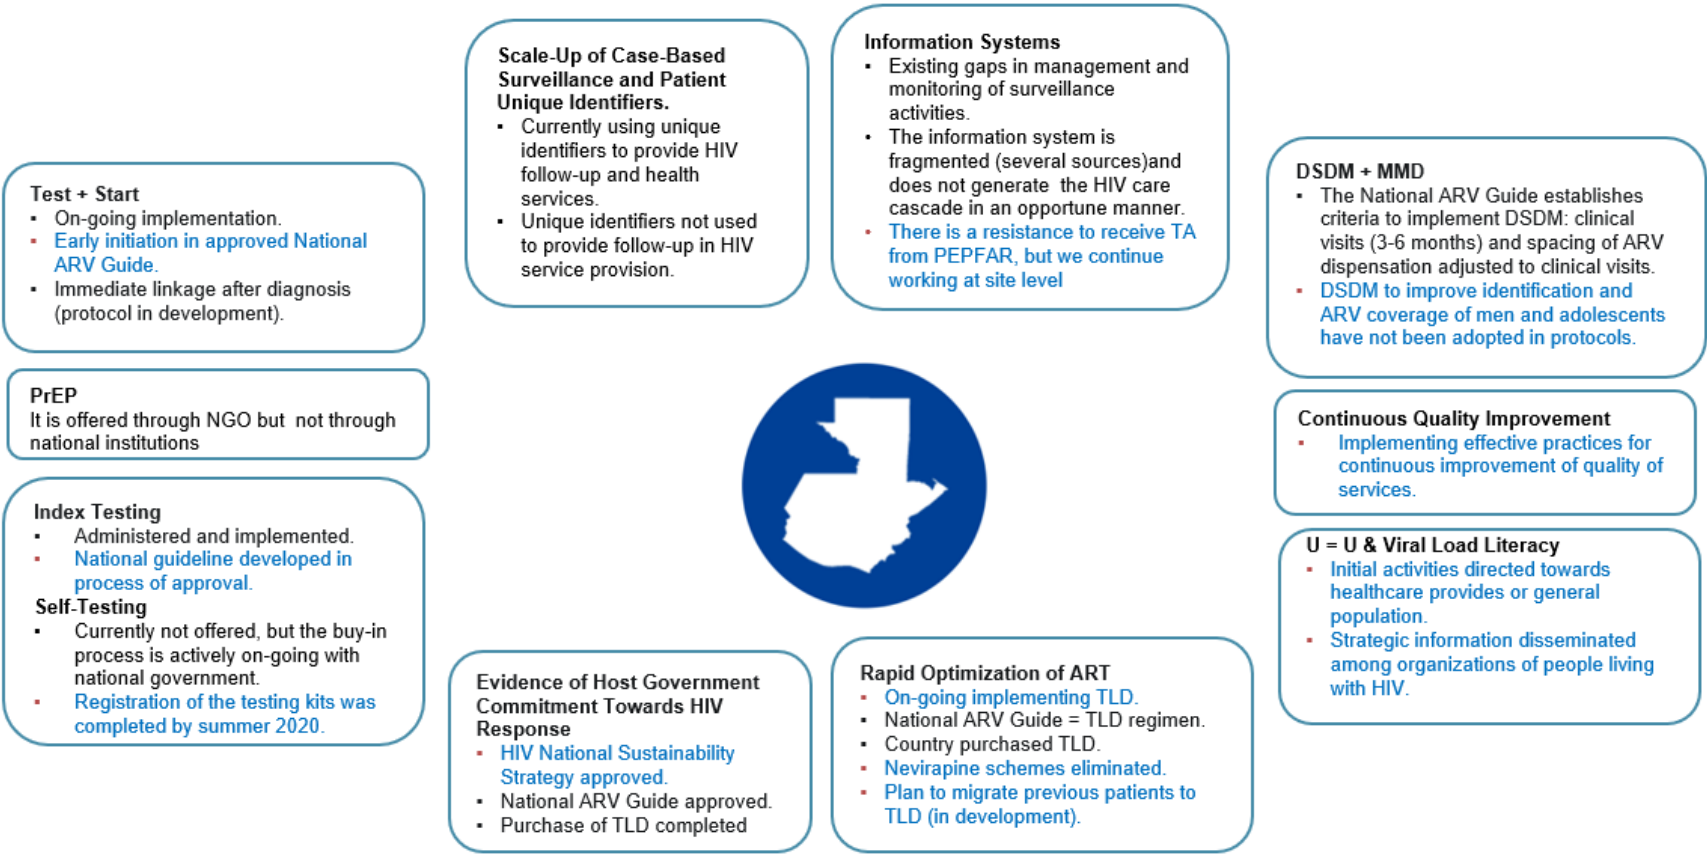 Scale-Up of Case-Based
Surveillance and Patient
Unique Identifiers.
▪ Currently using unique
identifiers to provide HIV
follow-up and health
services.
▪ Unique identifiers not used
to provide follow-up in HIV
service provision.
Information Systems
▪ Existing gaps in management and
monitoring of surveillance
activities.
• The information system is
fragmented (several sources)and
does not generate the HIV care
cascade in an opportune manner.
▪ There is a resistance to receive TA
from PEPFAR, but we continue
working at site level
Test + Start
▪ On-going implementation.
▪ Early initiation in approved National
ARV Guide.
▪ Immediate linkage after diagnosis
(protocol in development).
DSDM + MMD
▪ The National ARV Guide establishes
criteria to implement DSDM: clinical
visits (3-6 months) and spacing of ARV
dispensation adjusted to clinical visits.
▪ DSDM to improve identification and
ARV coverage of men and adolescents
have not been adopted in protocols.
PrEP
It is offered through NGO but not through
national institutions
Continuous Quality Improvement
▪ Implementing effective practices for
continuous improvement of quality of
services.
Index Testing
▪ Administered and implemented.
▪ National guideline developed in
process of approval.
Self-Testing
▪ Currently not offered, but the buy-in
process is actively on-going with
national government.
▪ Registration of the testing kits was
completed by summer 2020.
U = U & Viral Load Literacy
▪ Initial activities directed towards
healthcare provides or general
population.
▪ Strategic information disseminated
among organizations of people living
with HIV.
Evidence of Host Government
Commitment Towards HIV
Response
▪ HIV National Sustainability
Strategy approved.
▪ National ARV Guide approved.
▪ Purchase of TLD completed
Rapid Optimization of ART
▪ On-going implementing TLD.
▪ National ARV Guide = TLD regimen.
▪ Country purchased TLD.
▪ Nevirapine schemes eliminated.
▪ Plan to migrate previous patients to
TLD (in development).